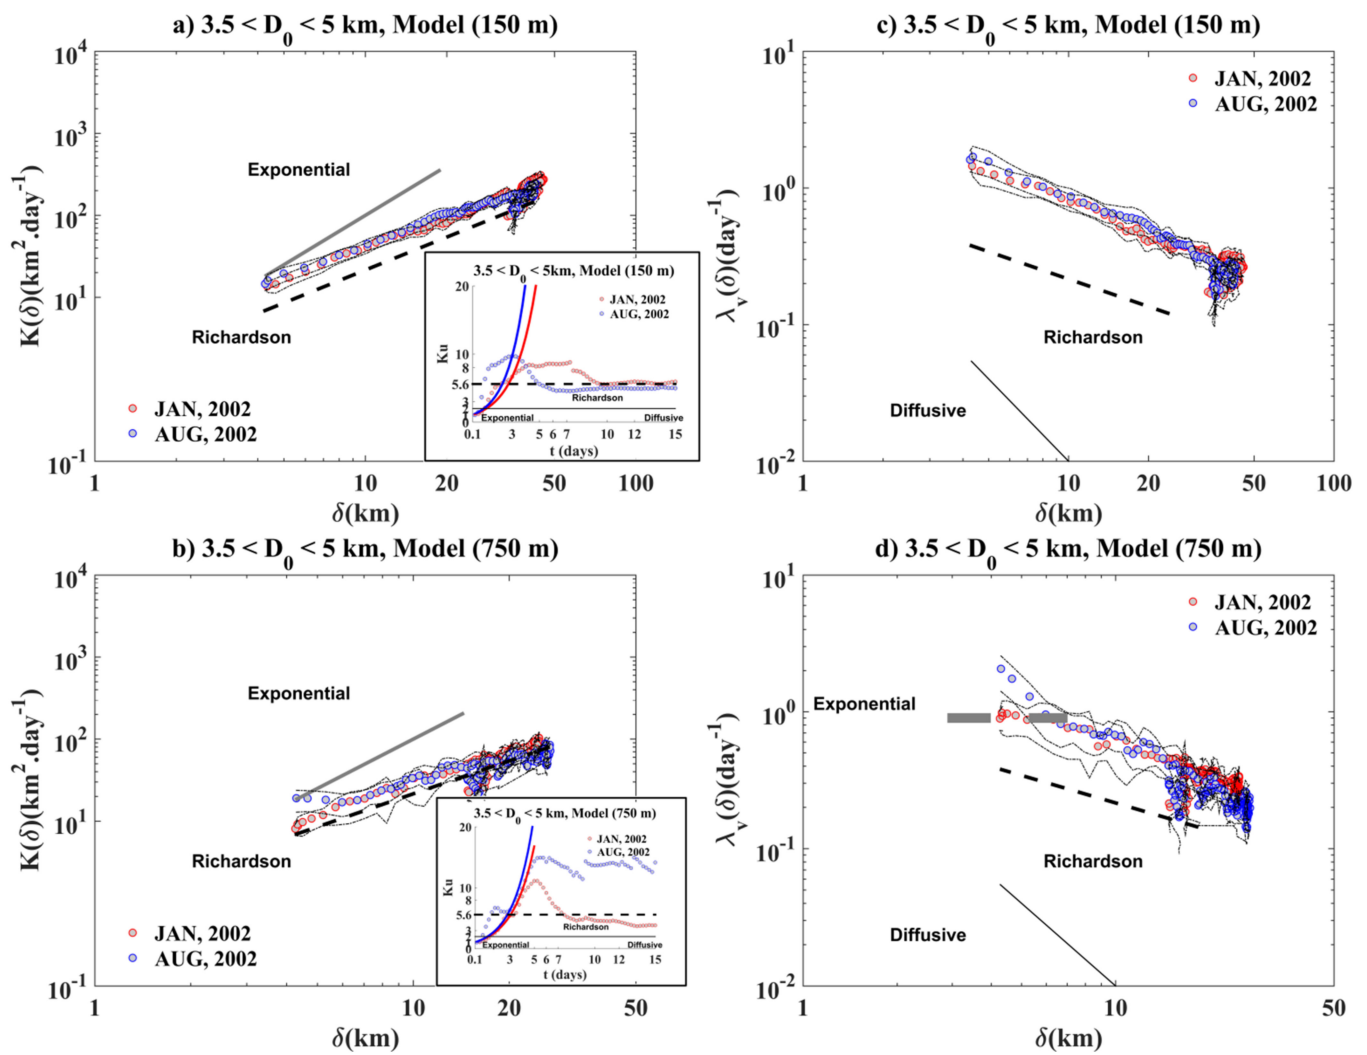 a) 3.5 < D0 < 5 km, Model (150 m)
10^4
10^3
10^2
10^1
10^-1
K(δ)(km^2.day^-1)
Exponential
Richardson
JAN, 2002
AUG, 2002
1 10 20 50 100
δ(km)
3.5 < D0 < 5km, Model (150 m)
JAN, 2002
AUG, 2002
Ku
20
10
8
5.6
3
2
1
0
Richardson
Exponential Diffusive
0.1 3 5 6 7 10 12 15
t (days)
c) 3.5 < D0 < 5 km, Model (150 m)
JAN, 2002
AUG, 2002
10^1
10^0
10^-1
10^-2
λv(δ)(day^-1)
Richardson
Diffusive
1 10 20 50 100
δ(km)
b) 3.5 < D0 < 5 km, Model (750 m)
10^4
10^3
10^2
10^1
10^-1
K(δ)(km^2.day^-1)
Exponential
Richardson
JAN, 2002
AUG, 2002
1 10 20 50
δ(km)
3.5 < D0 < 5 km, Model (750 m)
JAN, 2002
AUG, 2002
Ku
20
10
8
5.6
2
0
Richardson
Exponential Diffusive
0.1 3 5 6 7 10 12 15
t (days)
d) 3.5 < D0 < 5 km, Model (750 m)
JAN, 2002
AUG, 2002
10^1
10^0
10^-1
10^-2
λv(δ)(day^-1)
Exponential
Richardson
Diffusive
1 10 50
δ(km)